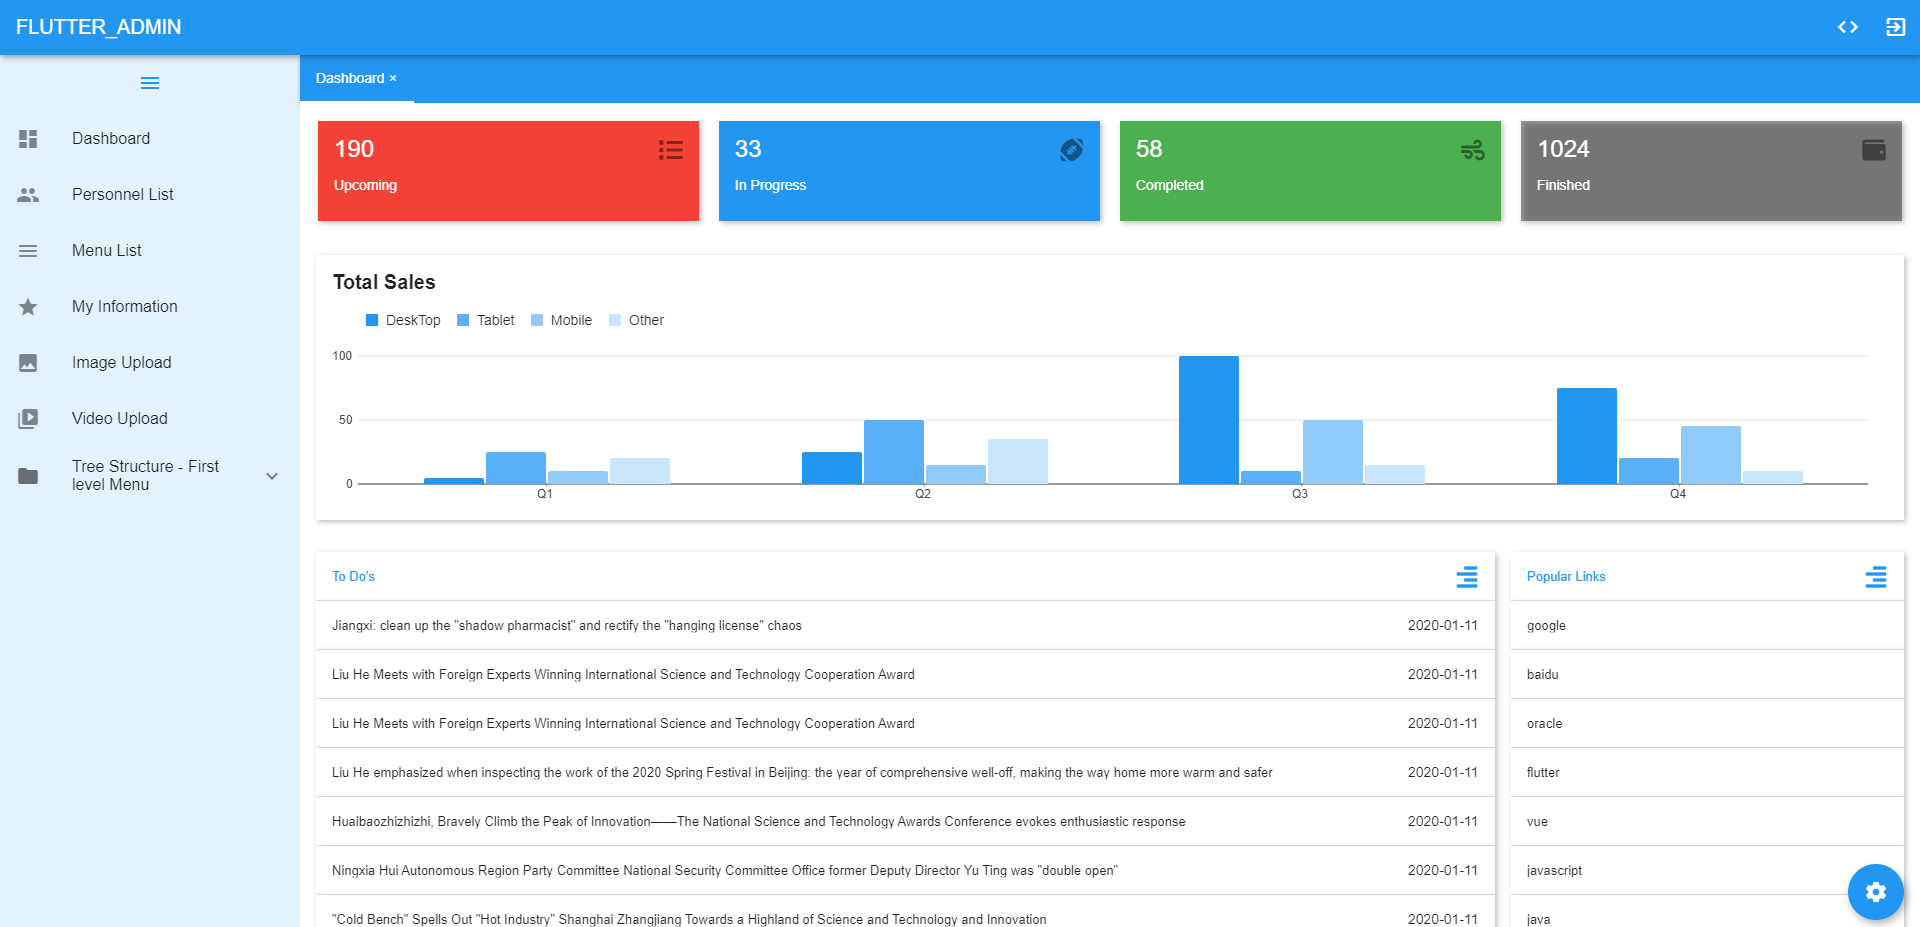 FLUTTER_ADMIN
Dashboard ×
Dashboard
Personnel List
Menu List
My Information
Image Upload
Video Upload
Tree Structure - First
level Menu
190
Upcoming
33
In Progress
58
Completed
1024
Finished
Total Sales
DeskTop Tablet Mobile Other
100
50
0
Q1 Q2 Q3 Q4
To Do's
Jiangxi: clean up the "shadow pharmacist" and rectify the "hanging license" chaos 2020-01-11
Liu He Meets with Foreign Experts Winning International Science and Technology Cooperation Award 2020-01-11
Liu He Meets with Foreign Experts Winning International Science and Technology Cooperation Award 2020-01-11
Liu He emphasized when inspecting the work of the 2020 Spring Festival in Beijing: the year of comprehensive well-off, making the way home more warm and safer 2020-01-11
Huaibaozhizhizhi, Bravely Climb the Peak of Innovation——The National Science and Technology Awards Conference evokes enthusiastic response 2020-01-11
Ningxia Hui Autonomous Region Party Committee National Security Committee Office former Deputy Director Yu Ting was "double open" 2020-01-11
"Cold Bench" Spells Out "Hot Industry" Shanghai Zhangjiang Towards a Highland of Science and Technology and Innovation 2020-01-11
Popular Links
google
baidu
oracle
flutter
vue
javascript
java